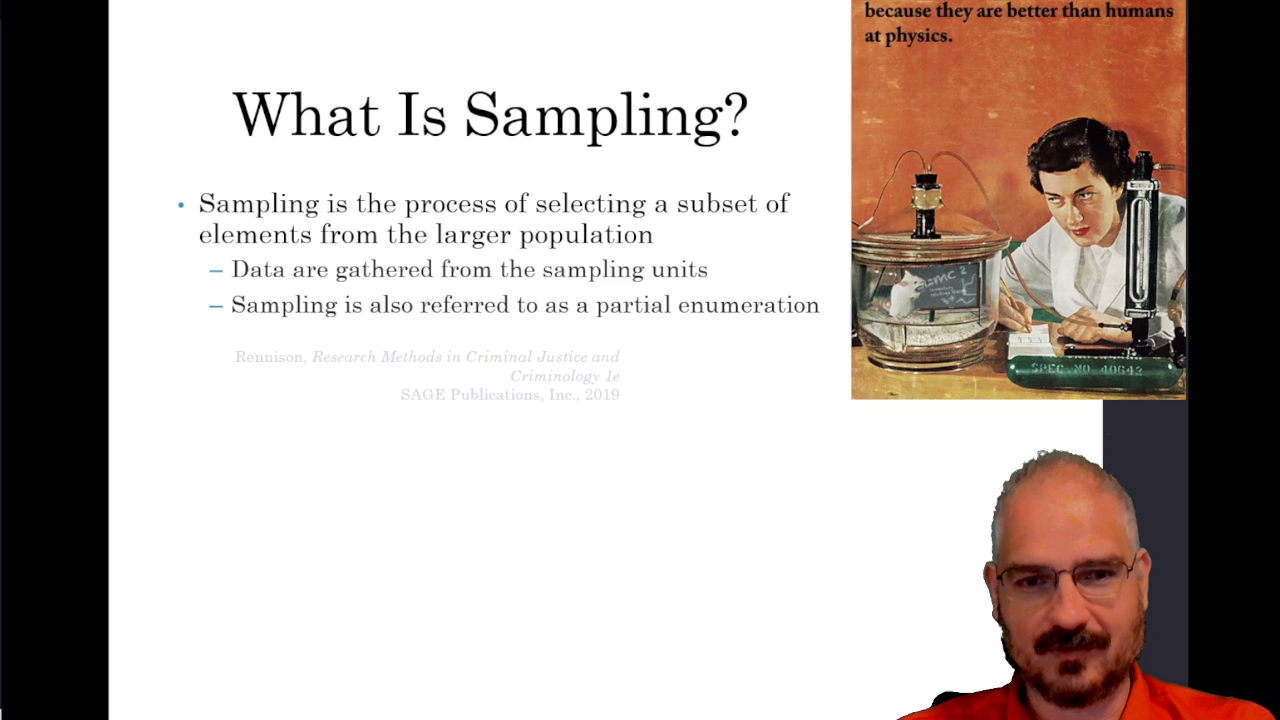 because they are better than humans
at physics.
What Is Sampling?
• Sampling is the process of selecting a subset of
elements from the larger population
– Data are gathered from the sampling units
– Sampling is also referred to as a partial enumeration
Rennison, Research Methods in Criminal Justice and
Criminology 1e
SAGE Publications, Inc., 2019
=mc²
SPEC. NO 40642